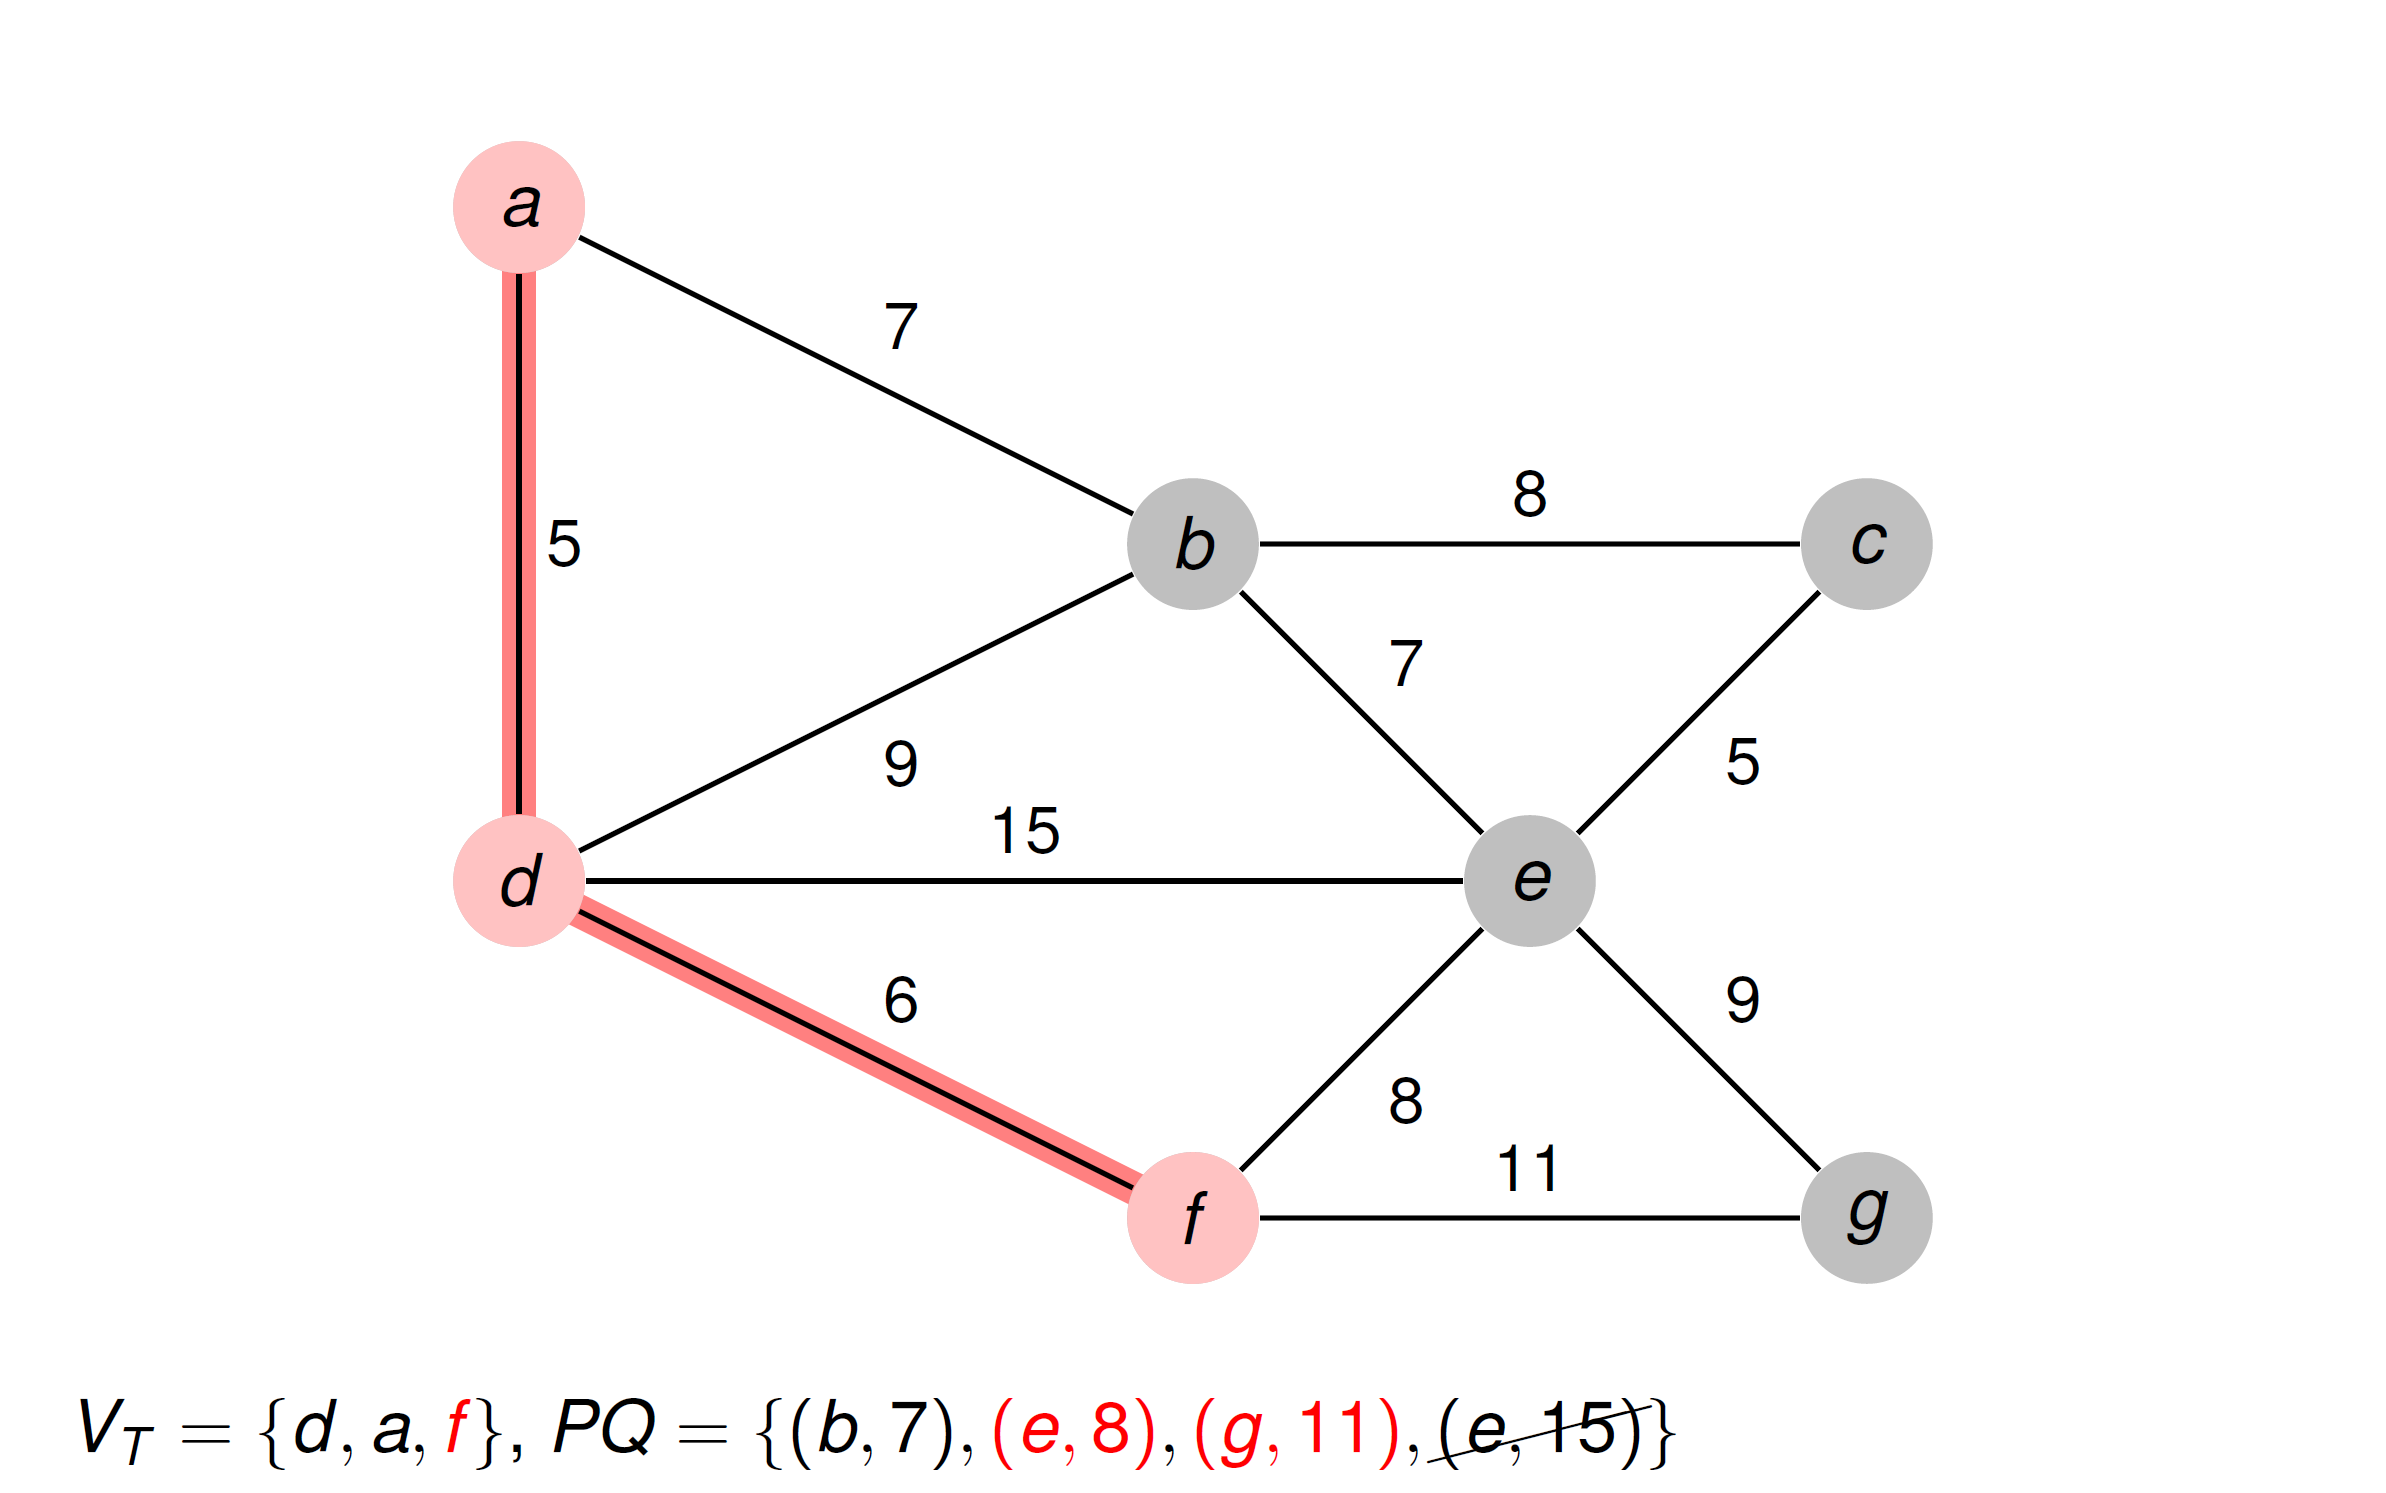 a
7
8
b
c
5
7
9
5
15
d
e
6
9
8
11
f
g
V_T = {d, a, f}, PQ = {(b, 7), (e, 8), (g, 11), (e, 15)}